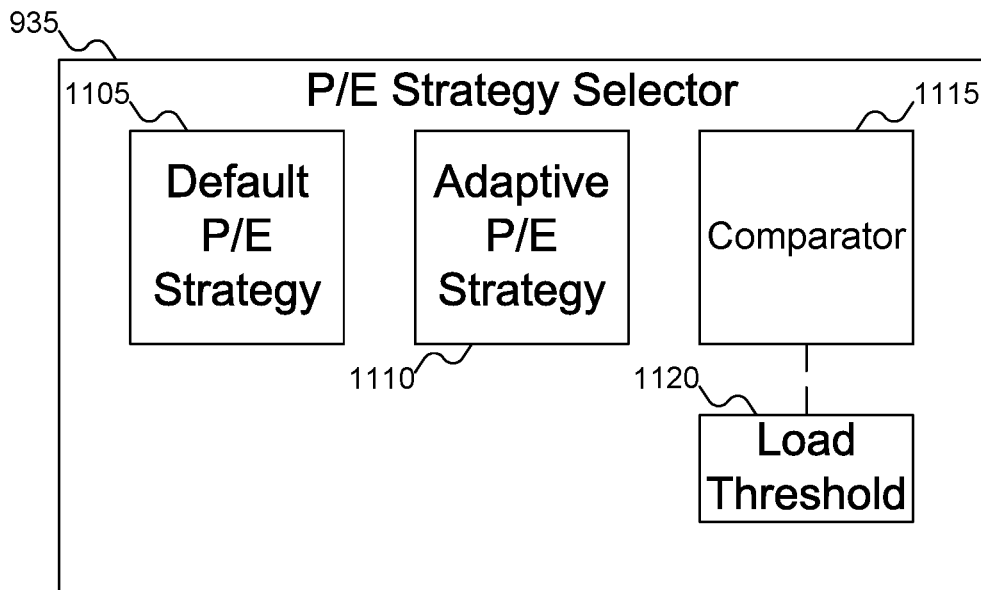 935
P/E Strategy Selector
1105
1115
Default
P/E
Strategy
Adaptive
P/E
Strategy
Comparator
1110
1120
Load
Threshold